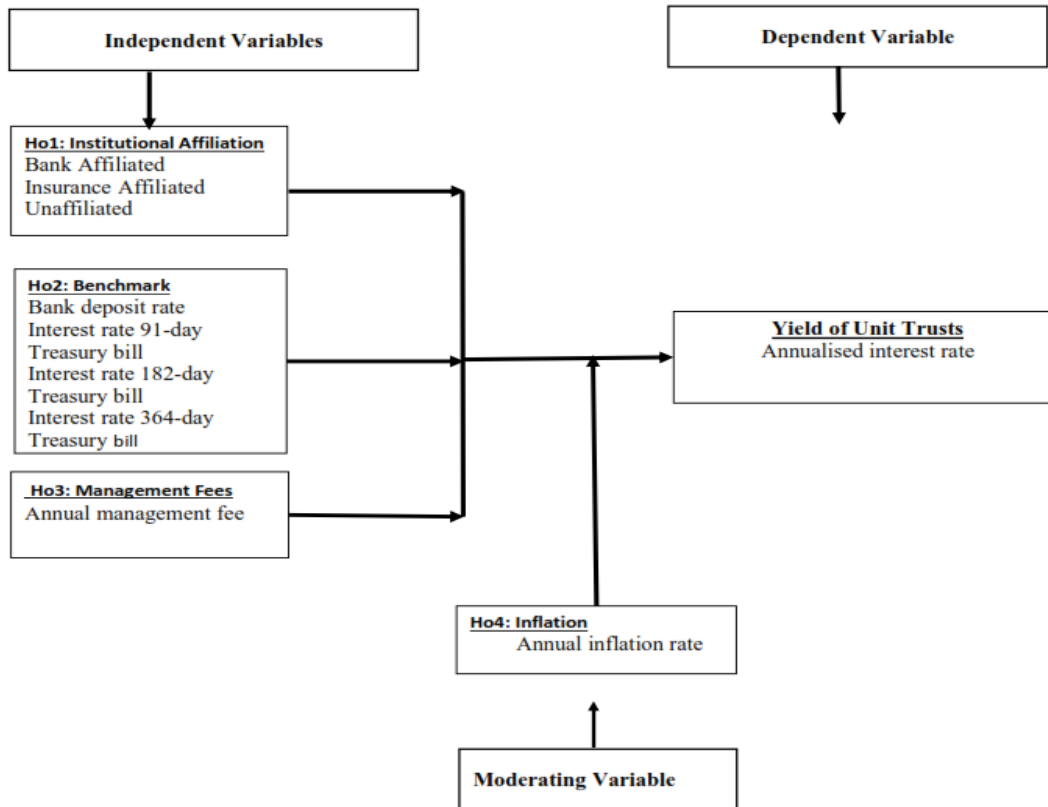 Independent Variables
Dependent Variable
Ho1: Institutional Affiliation
Bank Affiliated
Insurance Affiliated
Unaffiliated
Ho2: Benchmark
Bank deposit rate
Interest rate 91-day
Treasury bill
Interest rate 182-day
Treasury bill
Interest rate 364-day
Treasury bill
Yield of Unit Trusts
Annualised interest rate
Ho3: Management Fees
Annual management fee
Ho4: Inflation
Annual inflation rate
Moderating Variable